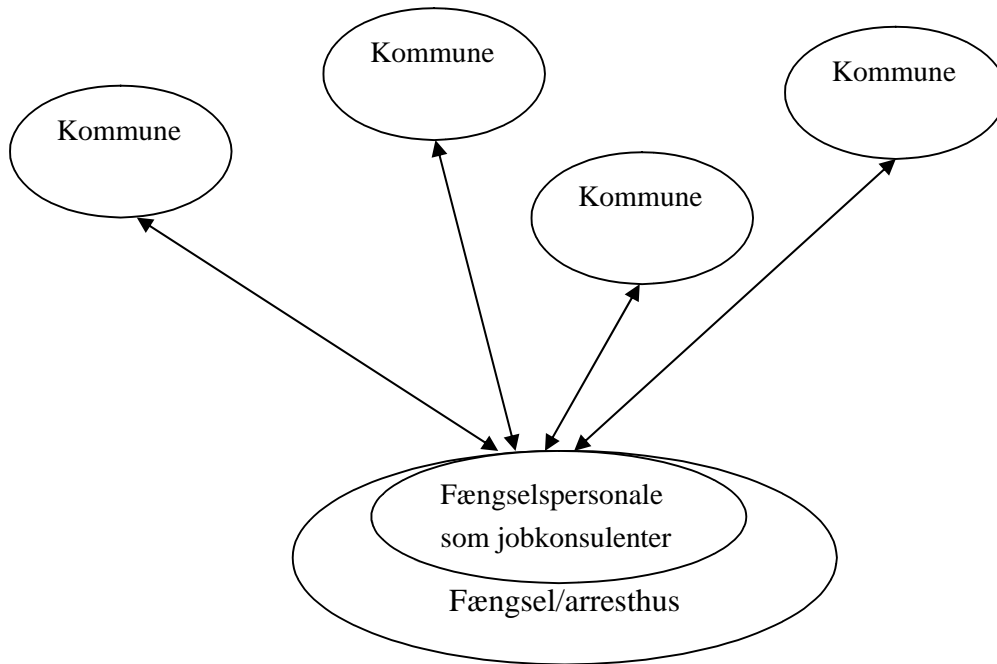 Kommune
Kommune
Kommune
Kommune
Fængselspersonale
som jobkonsulenter
Fængsel/arresthus